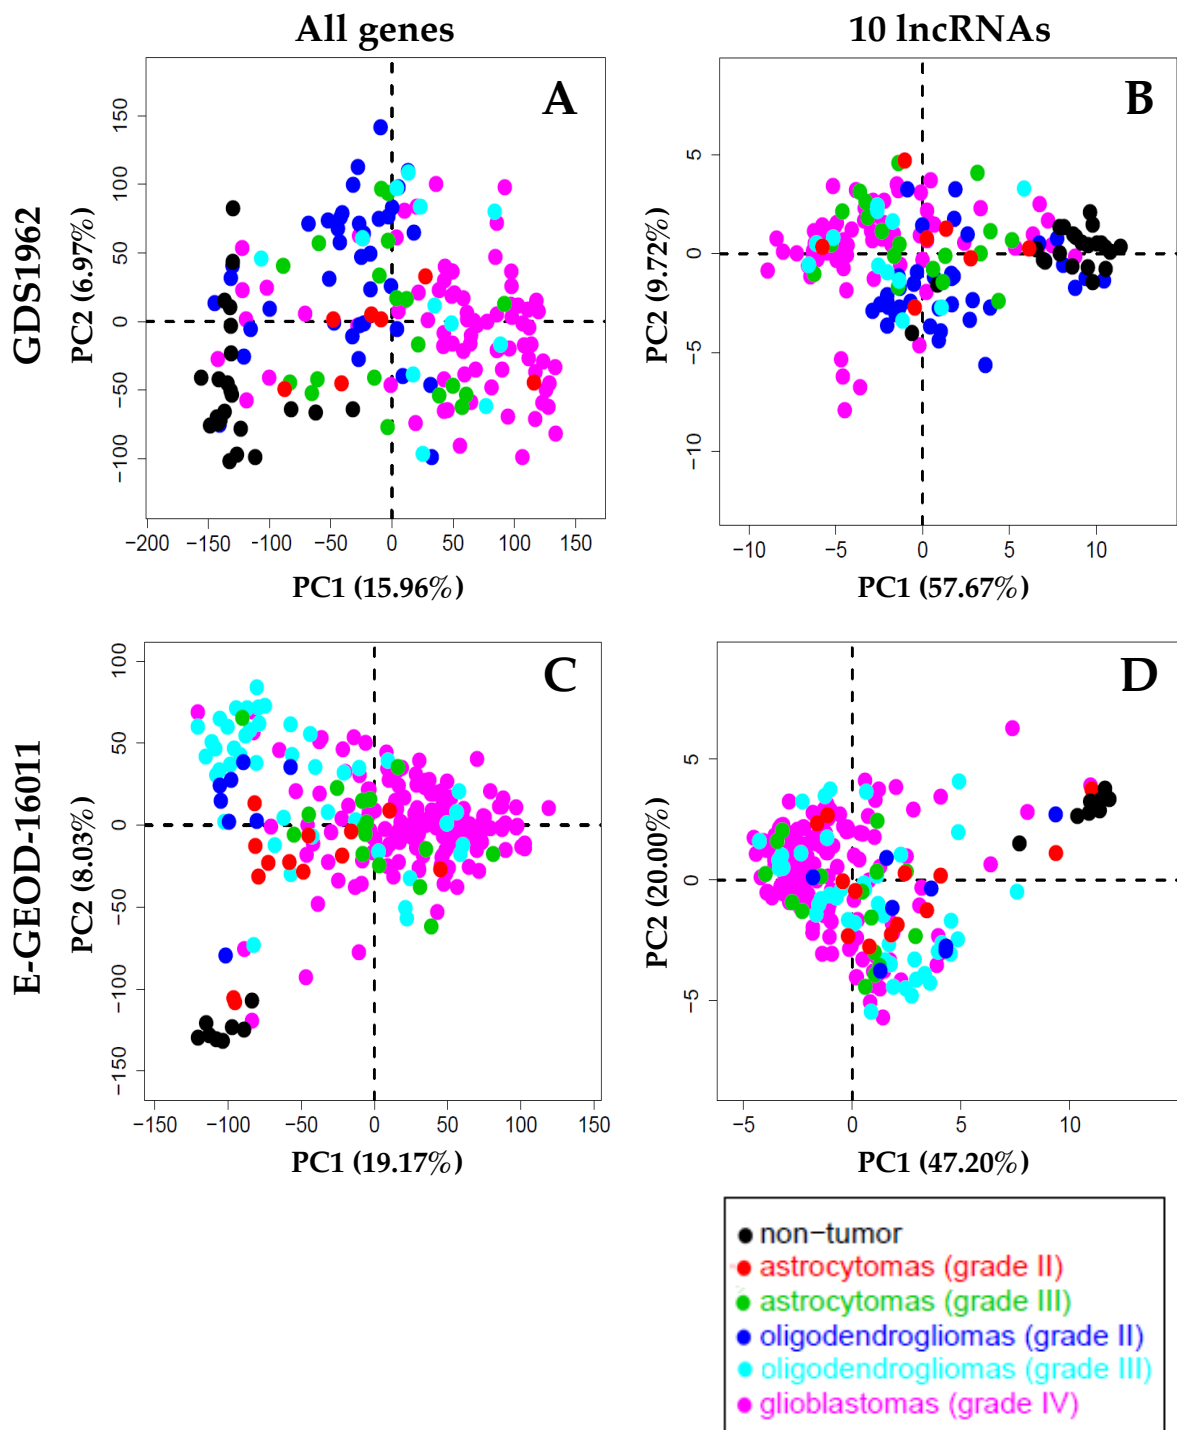 All genes
10 lncRNAs
GDS1962
A
PC2 (6.97%)
150
100
50
0
−50
−100
−200
−150
−100
−50
0
50
100
150
PC1 (15.96%)
B
PC2 (9.72%)
5
0
−5
−10
−10
−5
0
5
10
PC1 (57.67%)
E-GEOD-16011
C
PC2 (8.03%)
100
50
0
−50
−100
−150
−150
−100
−50
0
50
100
150
PC1 (19.17%)
D
PC2 (20.00%)
5
0
−5
−5
0
5
10
PC1 (47.20%)
non−tumor
astrocytomas (grade II)
astrocytomas (grade III)
oligodendrogliomas (grade II)
oligodendrogliomas (grade III)
glioblastomas (grade IV)